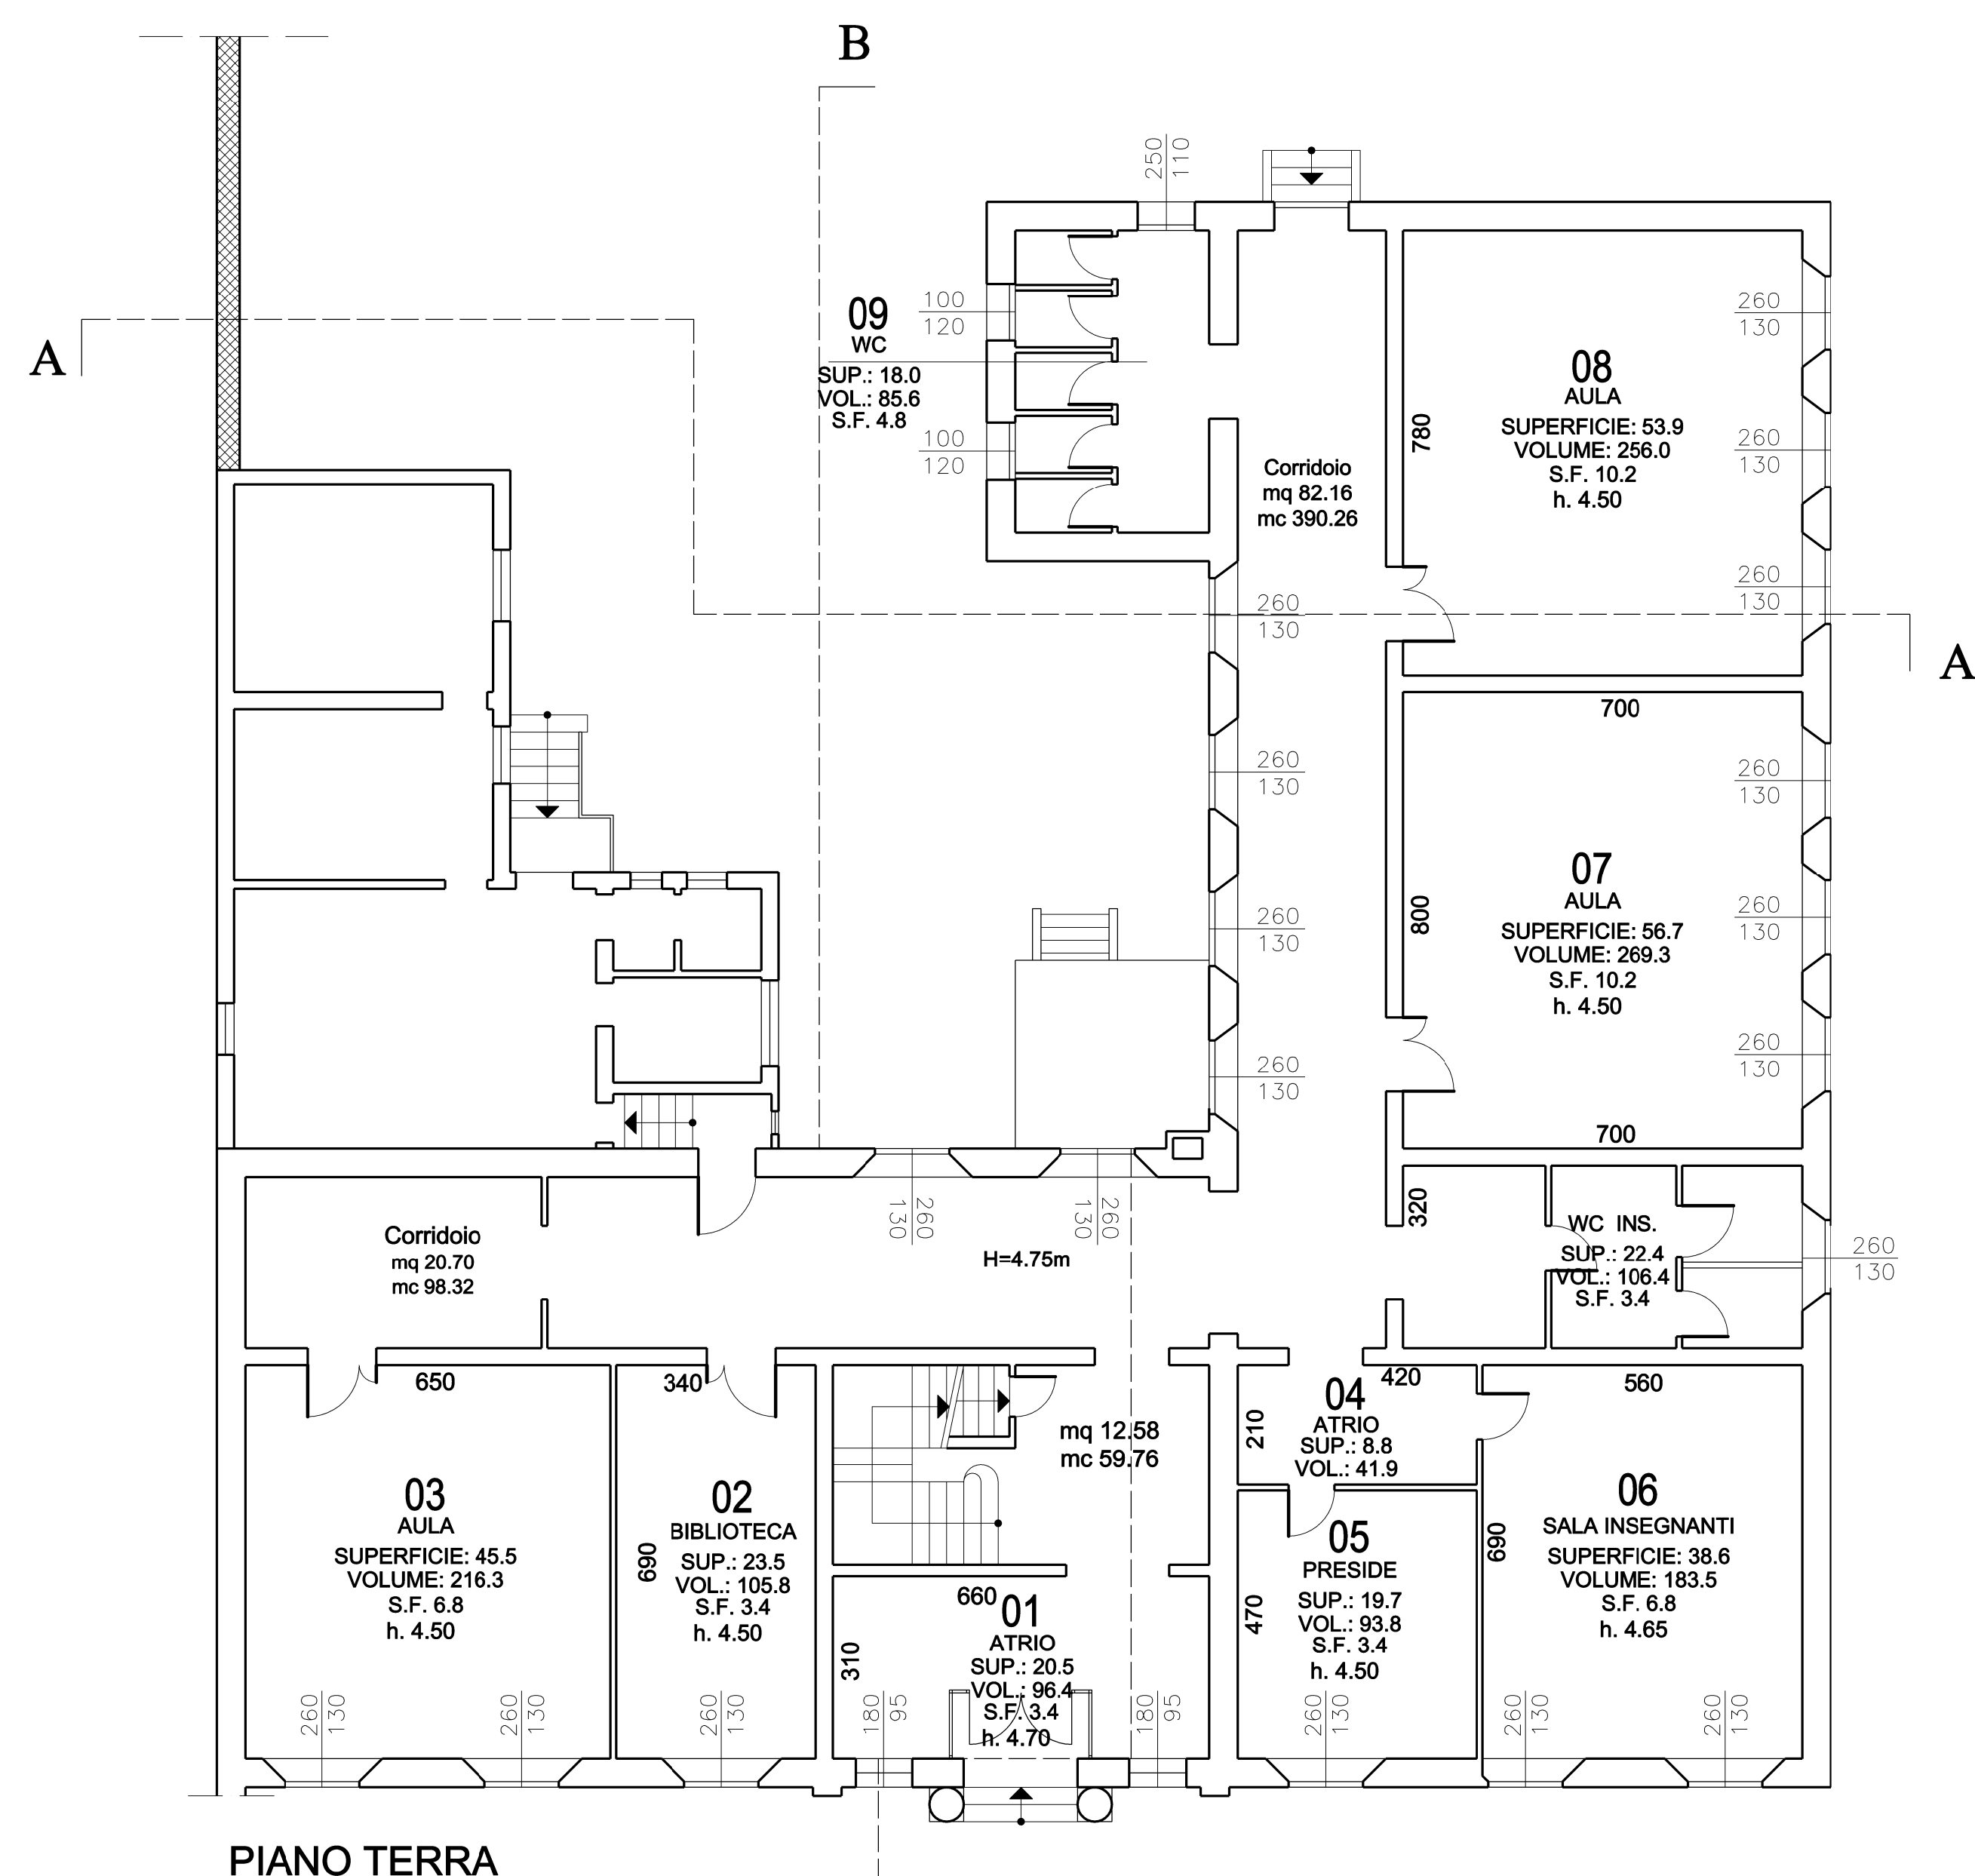 B
250
110
A
09
WC
SUP.: 18.0
VOL.: 85.6
S.F. 4.8
100
120
100
120
Corridoio
mq 82.16
mc 390.26
08
AULA
SUPERFICIE: 53.9
VOLUME: 256.0
S.F. 10.2
h. 4.50
780
260
130
260
130
260
130
A
260
130
260
130
260
130
260
130
700
07
AULA
SUPERFICIE: 56.7
VOLUME: 269.3
S.F. 10.2
h. 4.50
800
260
130
260
130
260
130
700
Corridoio
mq 20.70
mc 98.32
260
130
260
130
H=4.75m
320
WC INS.
SUP.: 22.4
VOL.: 106.4
S.F. 3.4
260
130
650
03
AULA
SUPERFICIE: 45.5
VOLUME: 216.3
S.F. 6.8
h. 4.50
260
130
260
130
340
02
BIBLIOTECA
SUP.: 23.5
VOL.: 105.8
S.F. 3.4
h. 4.50
690
260
130
mq 12.58
mc 59.76
660
01
ATRIO
SUP.: 20.5
VOL.: 96.4
S.F. 3.4
h. 4.70
310
180
95
180
95
420
04
ATRIO
SUP.: 8.8
VOL.: 41.9
210
05
PRESIDE
SUP.: 19.7
VOL.: 93.8
S.F. 3.4
h. 4.50
470
260
130
560
06
SALA INSEGNANTI
SUPERFICIE: 38.6
VOLUME: 183.5
S.F. 6.8
h. 4.65
690
260
130
260
130
PIANO TERRA